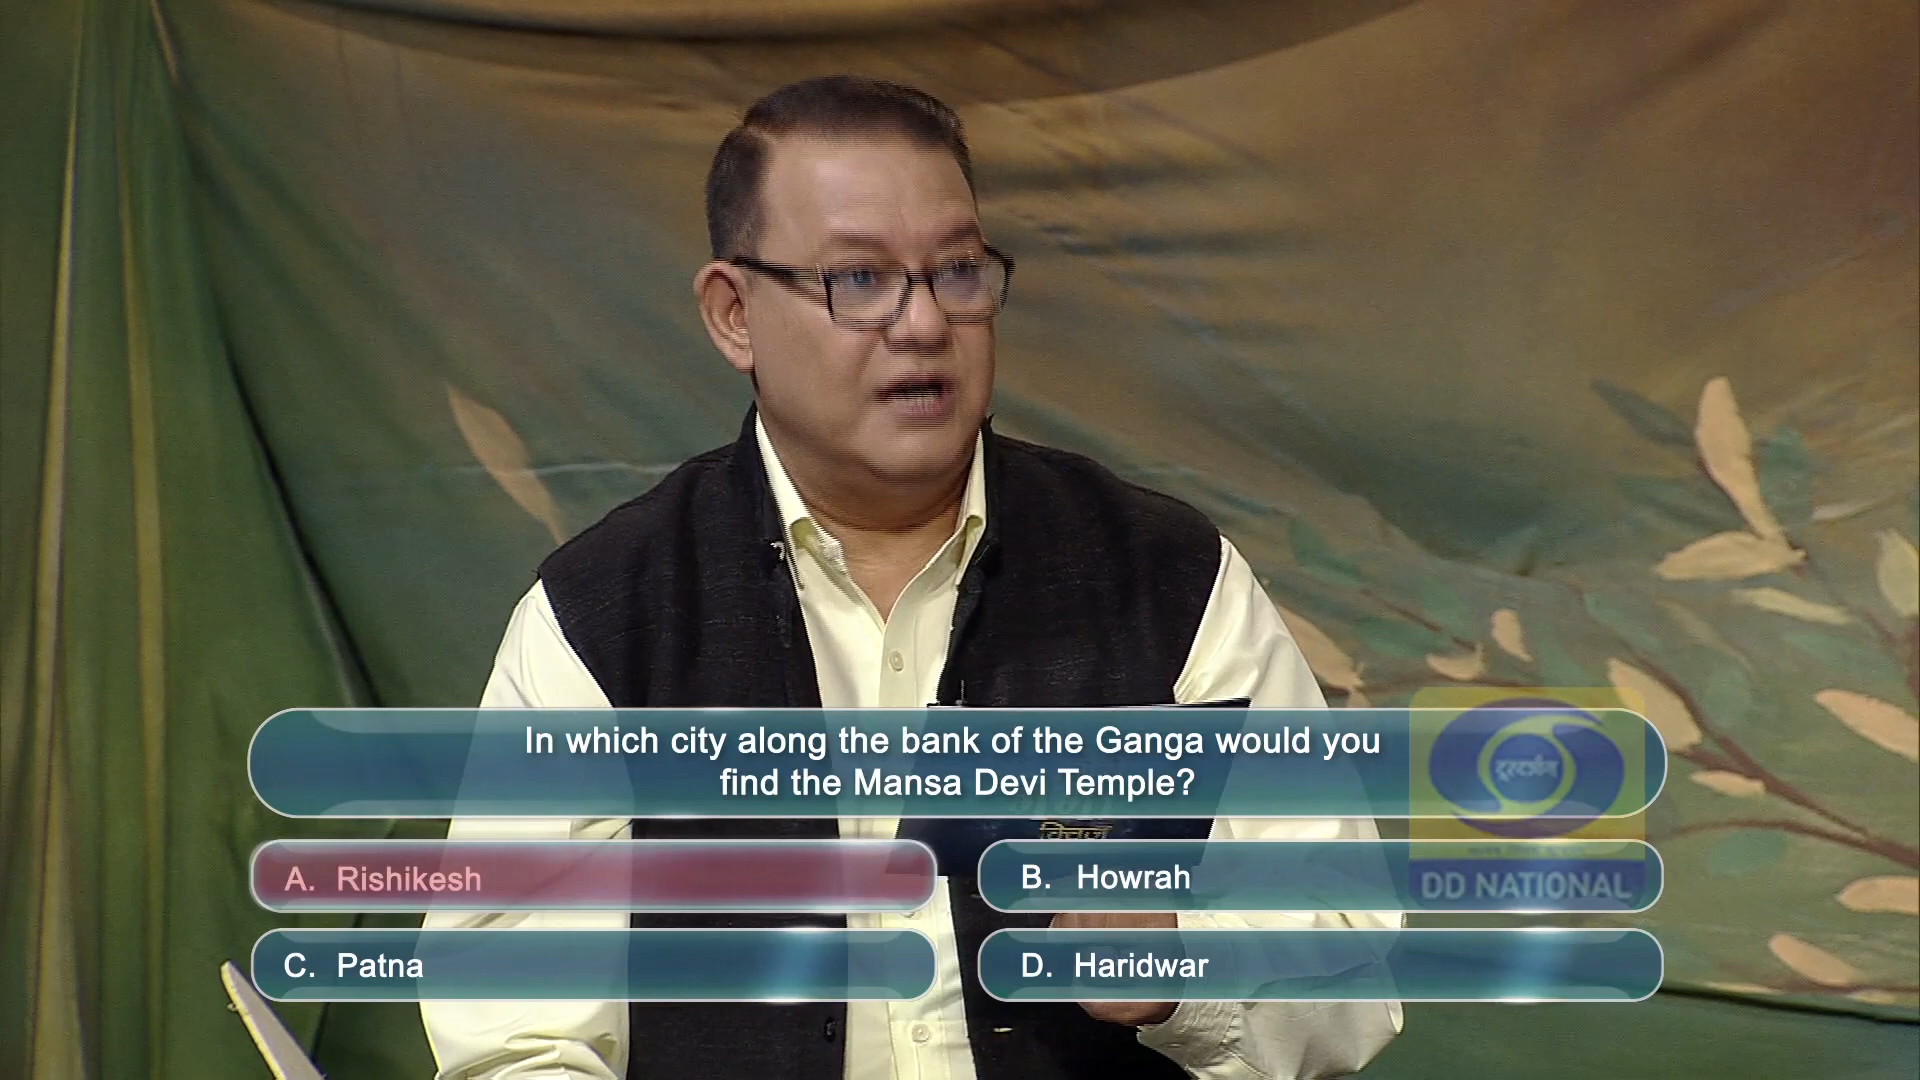 In which city along the bank of the Ganga would you
find the Mansa Devi Temple?
A. Rishikesh
B. Howrah
C. Patna
D. Haridwar
दूरदर्शन
DD NATIONAL